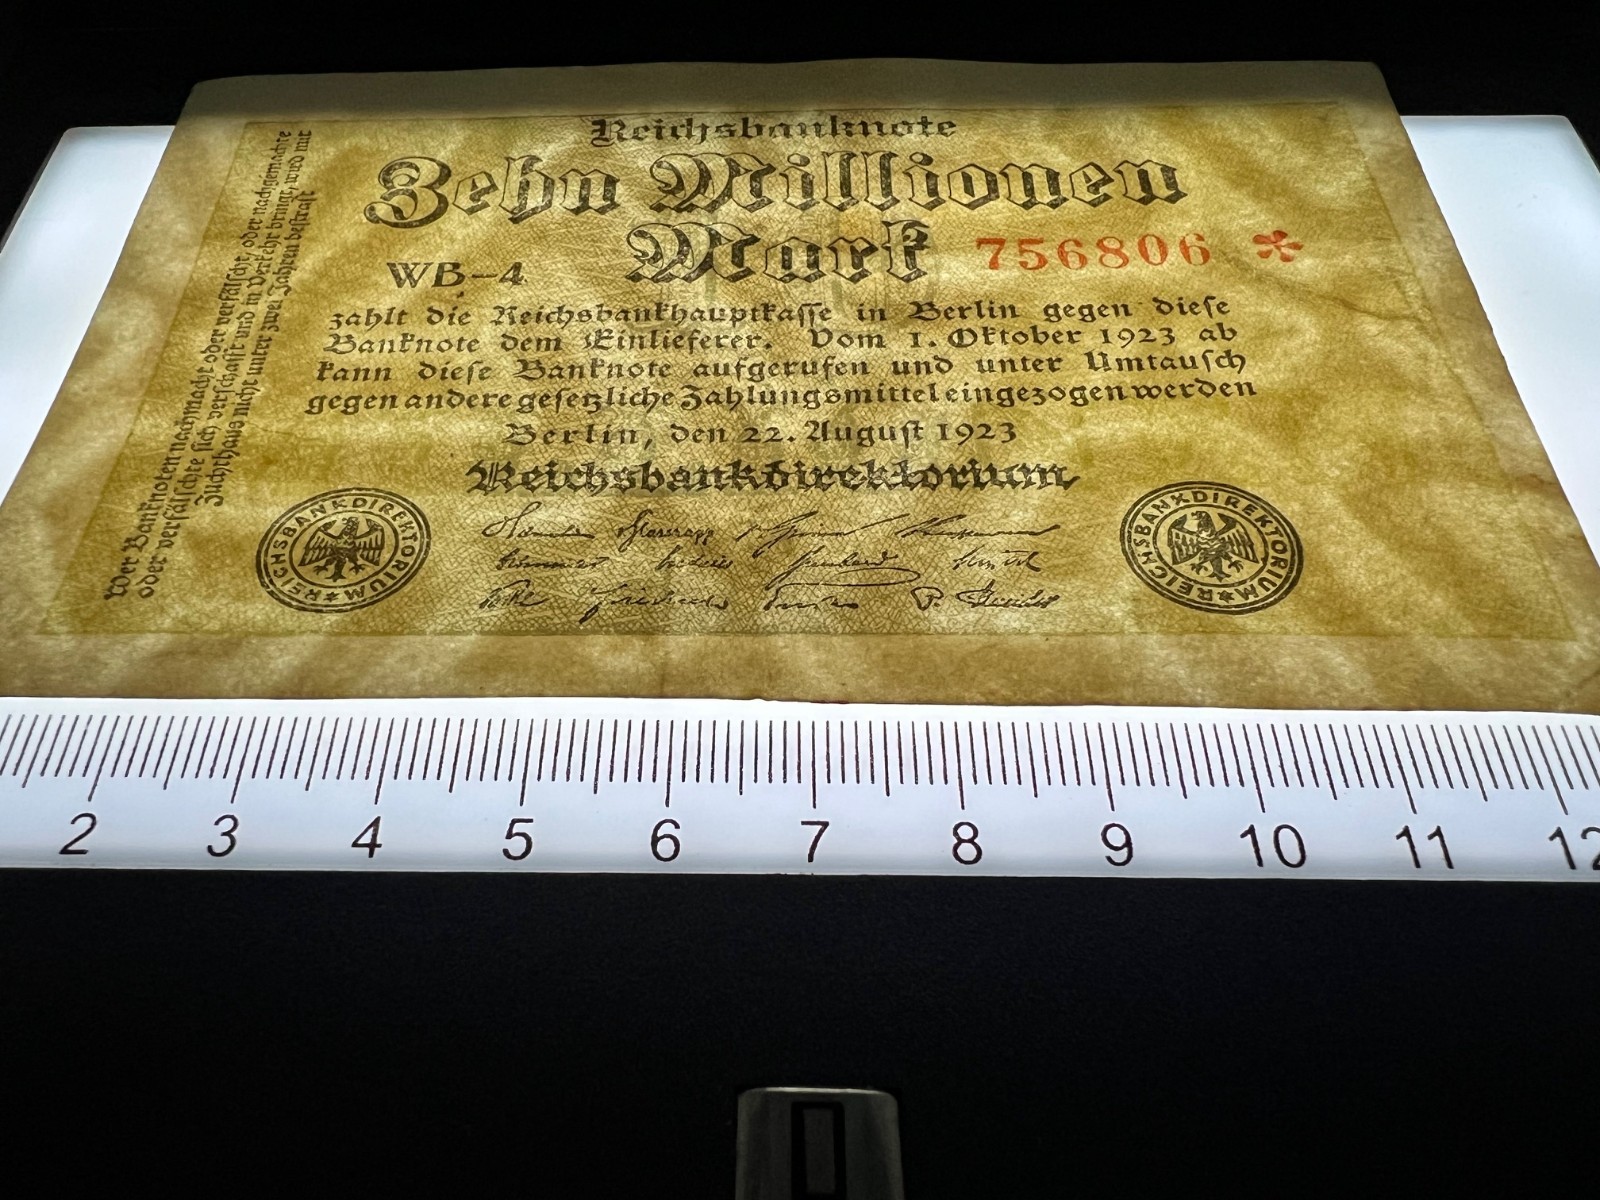 Reichsbanknote
Zehn Millionen
Mark
WB-4
756806 *
zahlt die Reichsbankhauptkasse in Berlin gegen diese
Banknote dem Einlieferer. Vom 1. Oktober 1923 ab
kann diese Banknote aufgerufen und unter Umtausch
gegen andere gesetzliche Zahlungsmittel eingezogen werden
Berlin, den 22. August 1923
Reichsbankdirektorium
Wer Banknoten nachmacht oder verfälscht, oder nachgemachte
oder verfälschte sich verschafft und in Verkehr bringt, wird mit
Zuchthaus nicht unter zwei Jahren bestraft
REICHSBANKDIREKTORIUM
REICHSBANKDIREKTORIUM
2 3 4 5 6 7 8 9 10 11 12